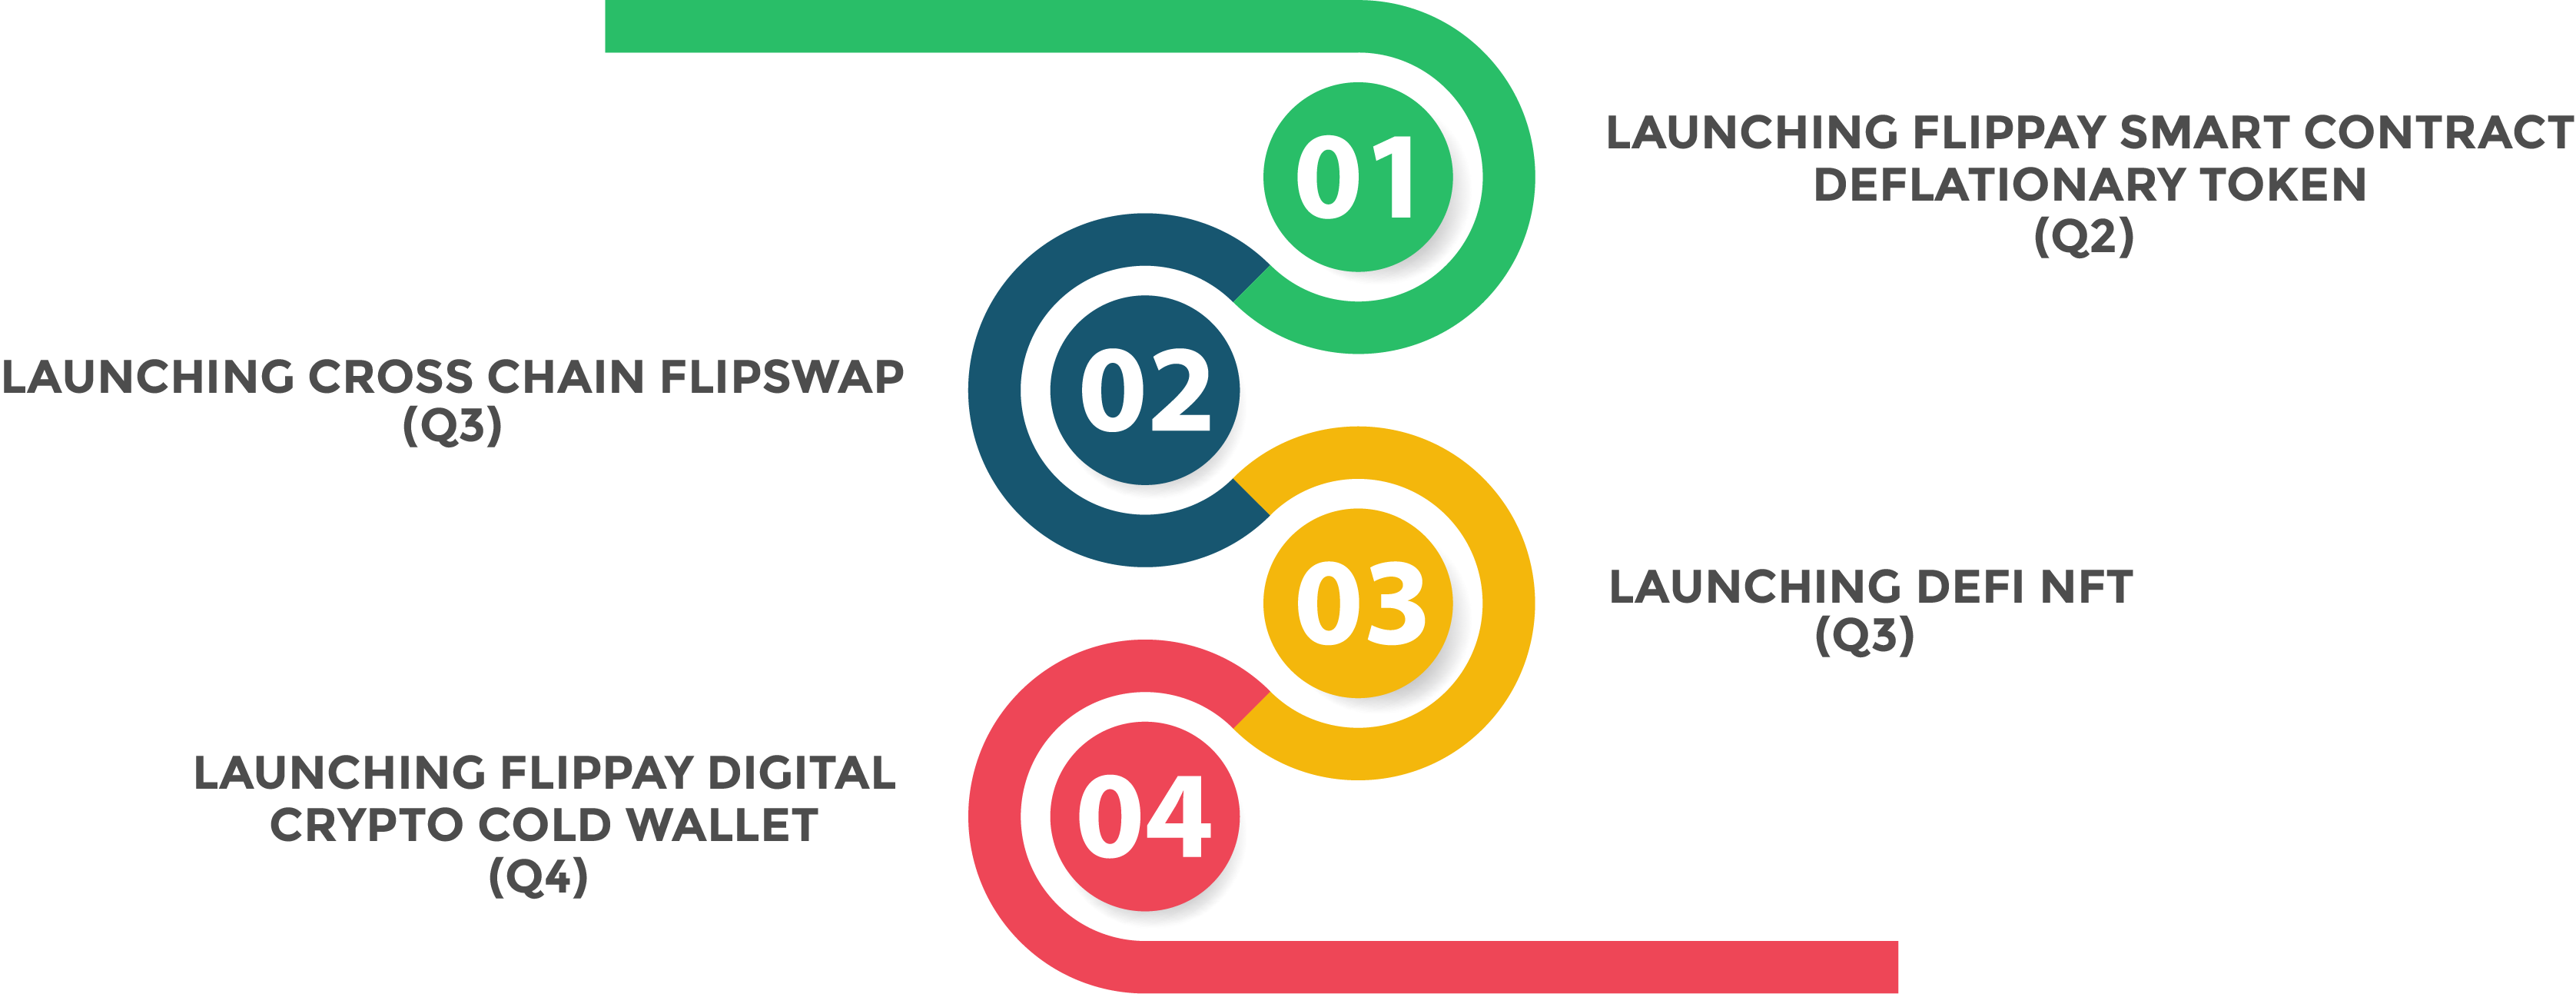 01
LAUNCHING FLIPPAY SMART CONTRACT
DEFLATIONARY TOKEN
(Q2)
02
LAUNCHING CROSS CHAIN FLIPSWAP
(Q3)
03
LAUNCHING DEFI NFT
(Q3)
04
LAUNCHING FLIPPAY DIGITAL
CRYPTO COLD WALLET
(Q4)